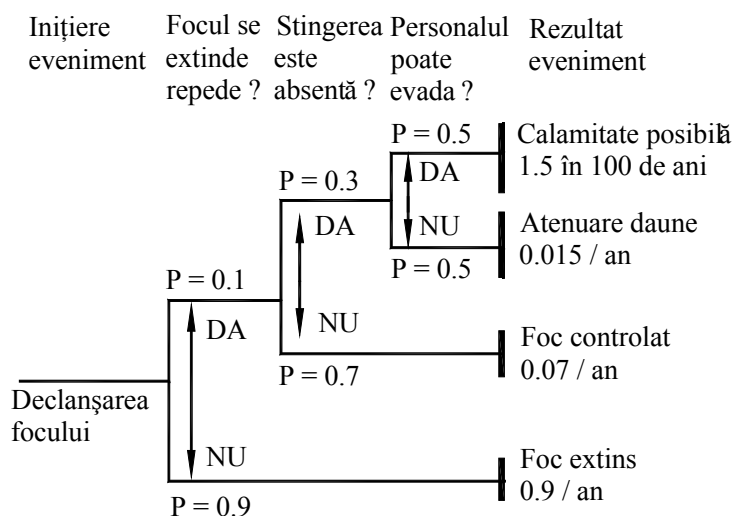 Inițiere
eveniment
Focul se
extinde
repede ?
Stingerea
este
absentă ?
Personalul
poate
evada ?
Rezultat
eveniment
P = 0.5
Calamitate posibilă
1.5 în 100 de ani
DA
P = 0.3
NU
Atenuare daune
0.015 / an
DA
P = 0.5
P = 0.1
DA
NU
Foc controlat
0.07 / an
P = 0.7
Declanşarea
focului
NU
Foc extins
0.9 / an
P = 0.9